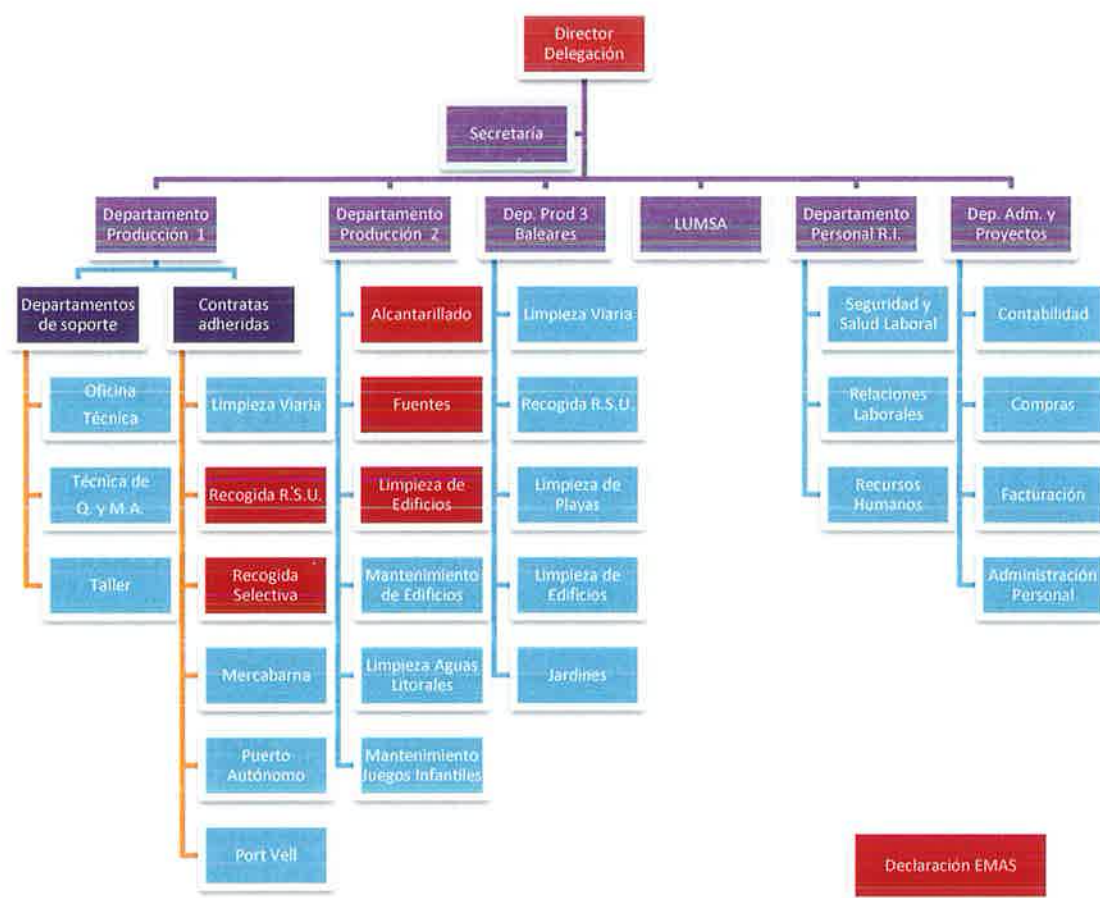 Director
Delegación
Secretaría
Departamento
Producción 1
Departamento
Producción 2
Dep. Prod 3
Baleares
LUMSA
Departamento
Personal R.I.
Dep. Adm. y
Proyectos
Departamentos
de soporte
Contratas
adheridas
Oficina
Técnica
Técnica de
Q. y M.A.
Taller
Limpieza Viaria
Recogida R.S.U.
Recogida
Selectiva
Mercabarna
Puerto
Autónomo
Port Vell
Alcantarillado
Fuentes
Limpieza de
Edificios
Mantenimiento
de Edificios
Limpieza Aguas
Litorales
Mantenimiento
Juegos Infantiles
Limpieza Viaria
Recogida R.S.U.
Limpieza de
Playas
Limpieza de
Edificios
Jardines
Seguridad y
Salud Laboral
Relaciones
Laborales
Recursos
Humanos
Contabilidad
Compras
Facturación
Administración
Personal
Declaración EMAS